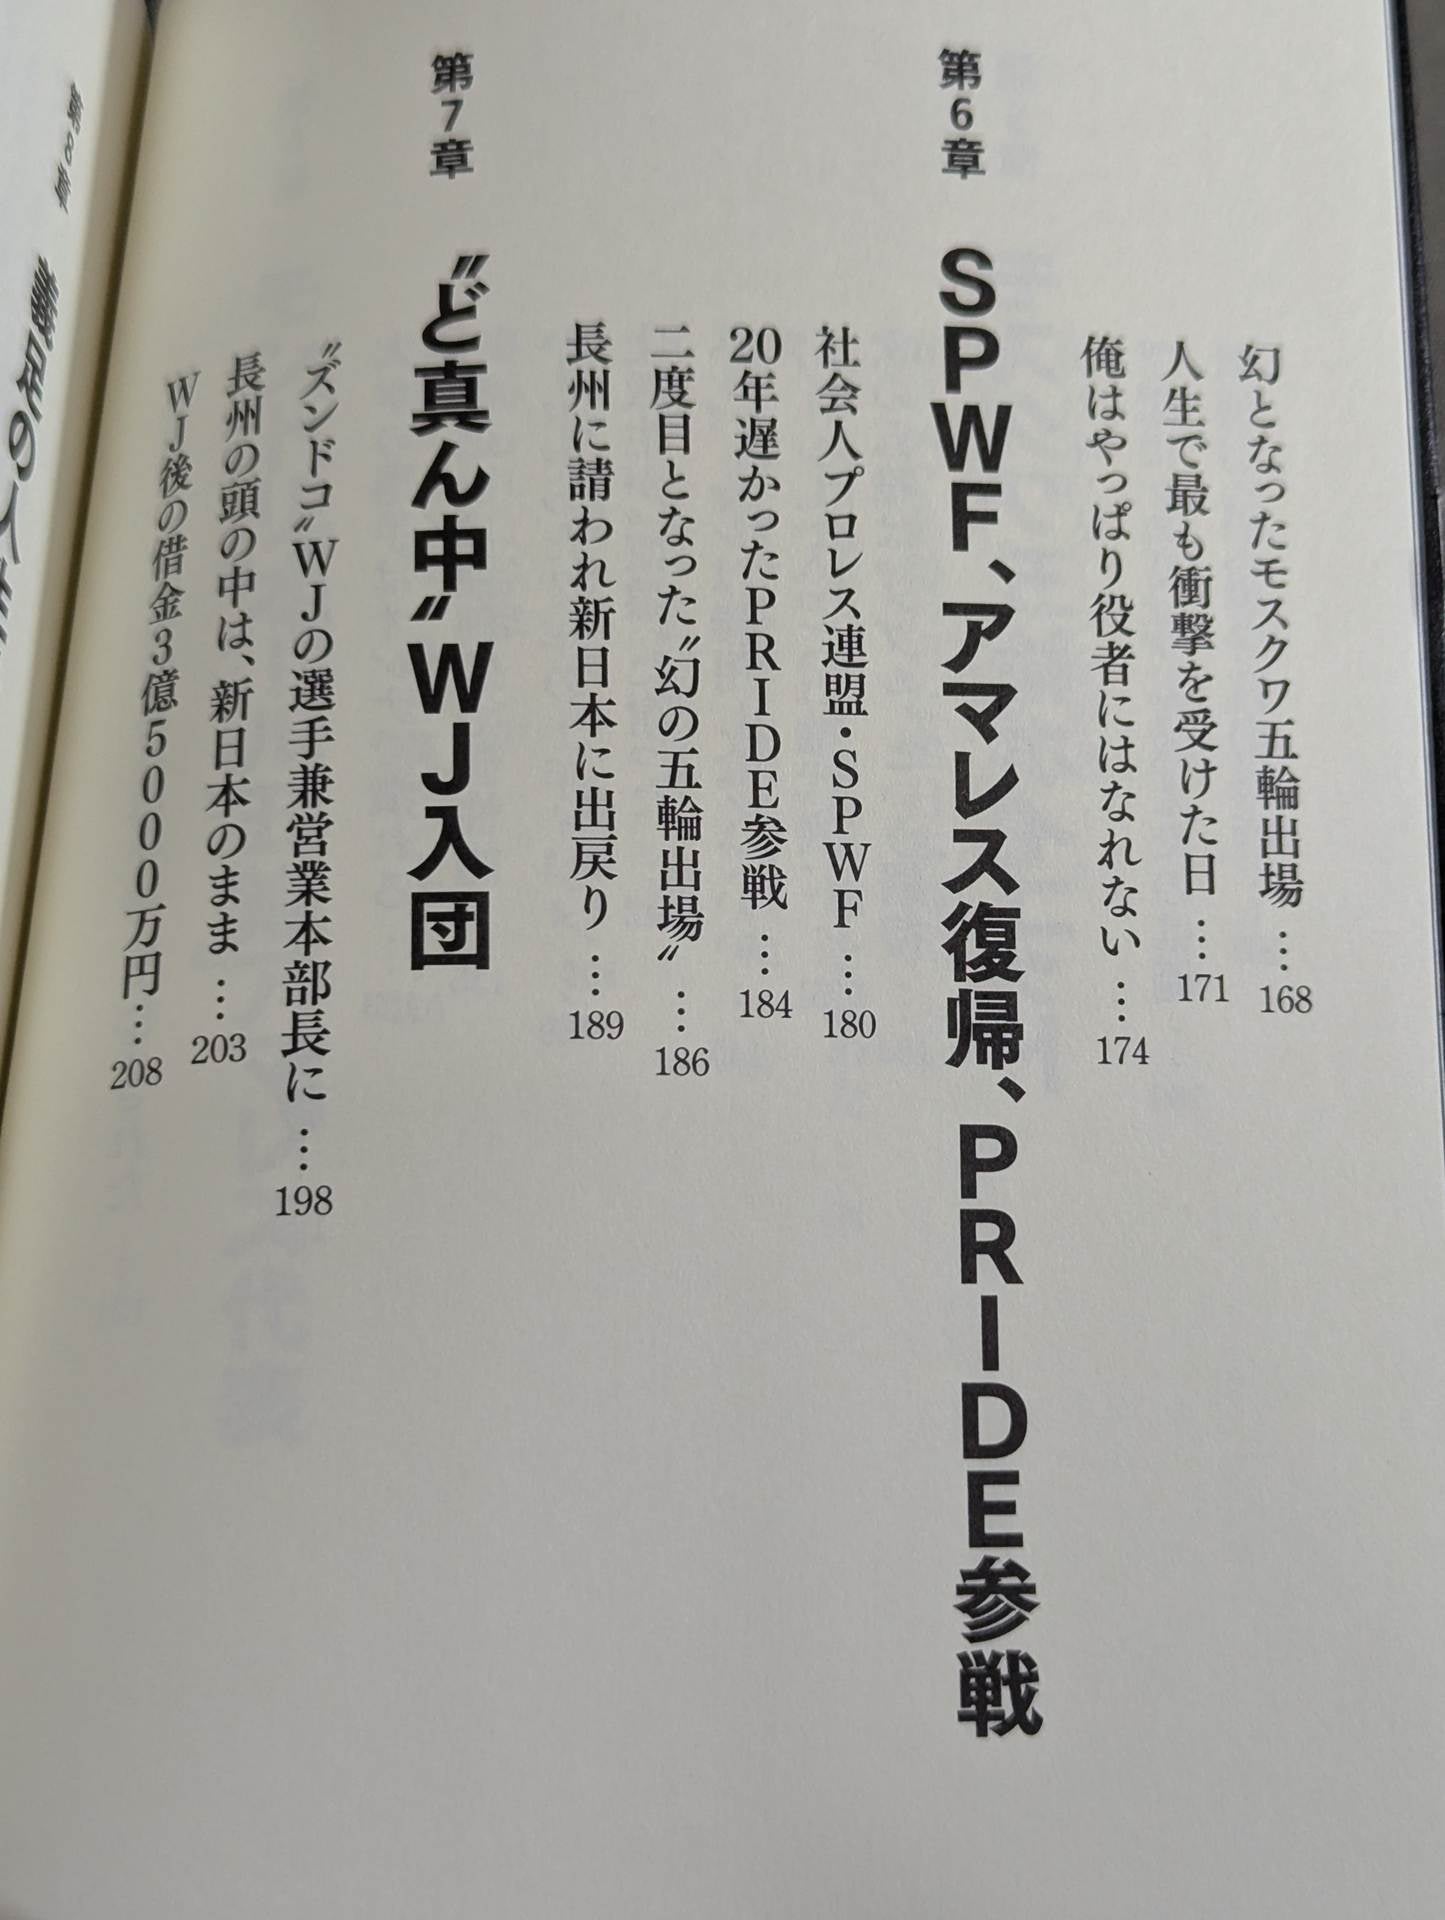 幻となったモスクワ五輪出場 … 168
人生で最も衝撃を受けた日 … 171
俺はやっぱり役者にはなれない … 174
第6章 SPWF、アマレス復帰、PRIDE参戦
社会人プロレス連盟・SPWF … 180
20年遅かったPRIDE参戦 … 184
二度目となった〝幻の五輪出場〟 … 186
長州に請われ新日本に出戻り … 189
第7章 〝ど真ん中〟WJ入団
〝ズンドコ〟WJの選手兼営業本部長に … 198
長州の頭の中は、新日本のまま … 203
WJ後の借金3億5000万円 … 208
第8章 義足の人生